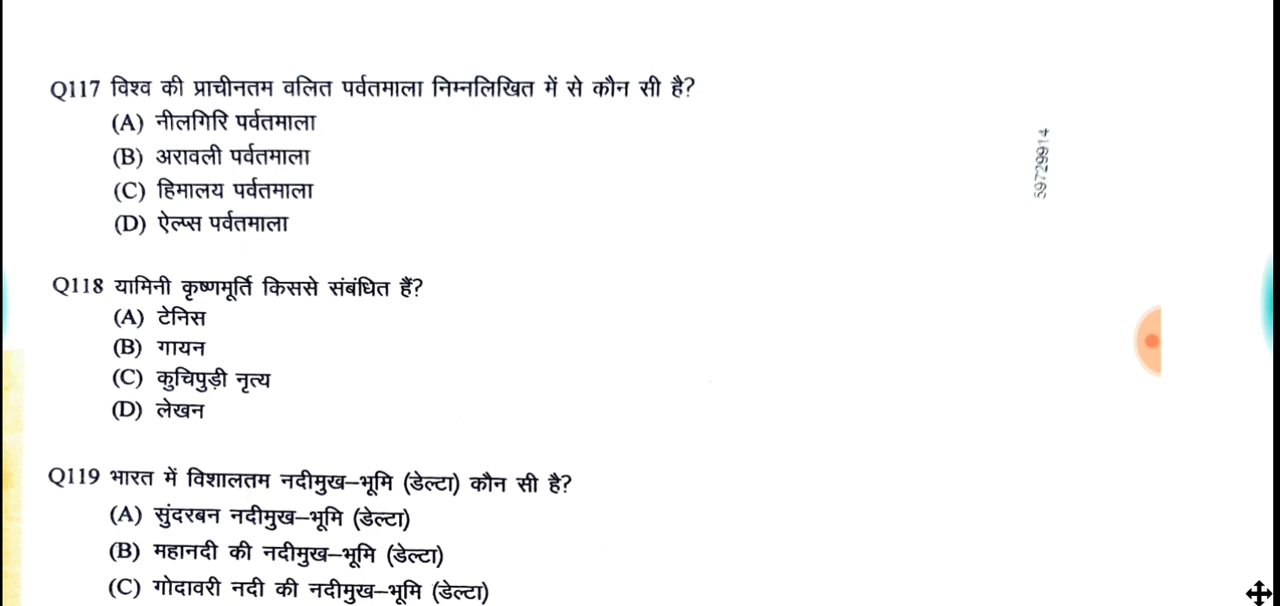 Q117 विश्व की प्राचीनतम वलित पर्वतमाला निम्नलिखित में से कौन सी है?
(A) नीलगिरि पर्वतमाला
(B) अरावली पर्वतमाला
(C) हिमालय पर्वतमाला
(D) ऐल्प्स पर्वतमाला
59729914
Q118 यामिनी कृष्णमूर्ति किससे संबंधित हैं?
(A) टेनिस
(B) गायन
(C) कुचिपुड़ी नृत्य
(D) लेखन
Q119 भारत में विशालतम नदीमुख–भूमि (डेल्टा) कौन सी है?
(A) सुंदरबन नदीमुख–भूमि (डेल्टा)
(B) महानदी की नदीमुख–भूमि (डेल्टा)
(C) गोदावरी नदी की नदीमुख–भूमि (डेल्टा)